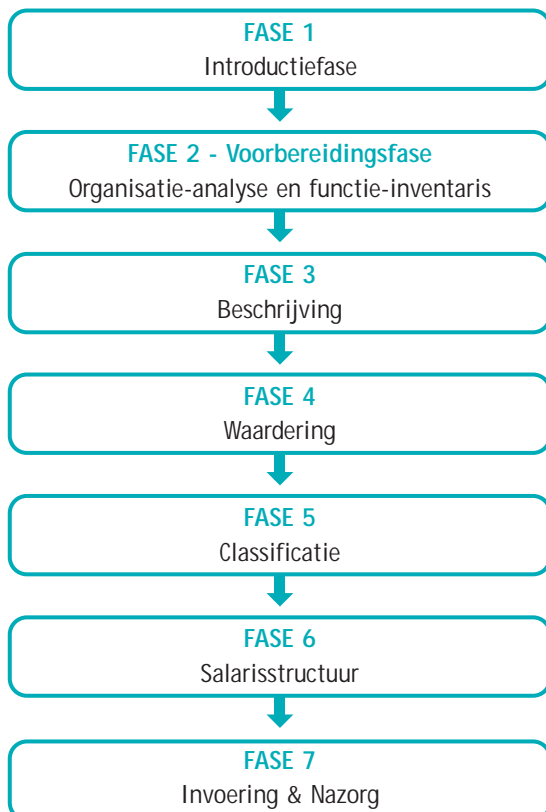 FASE 1
Introductiefase
FASE 2 - Voorbereidingsfase
Organisatie-analyse en functie-inventaris
FASE 3
Beschrijving
FASE 4
Waardering
FASE 5
Classificatie
FASE 6
Salarisstructuur
FASE 7
Invoering & Nazorg